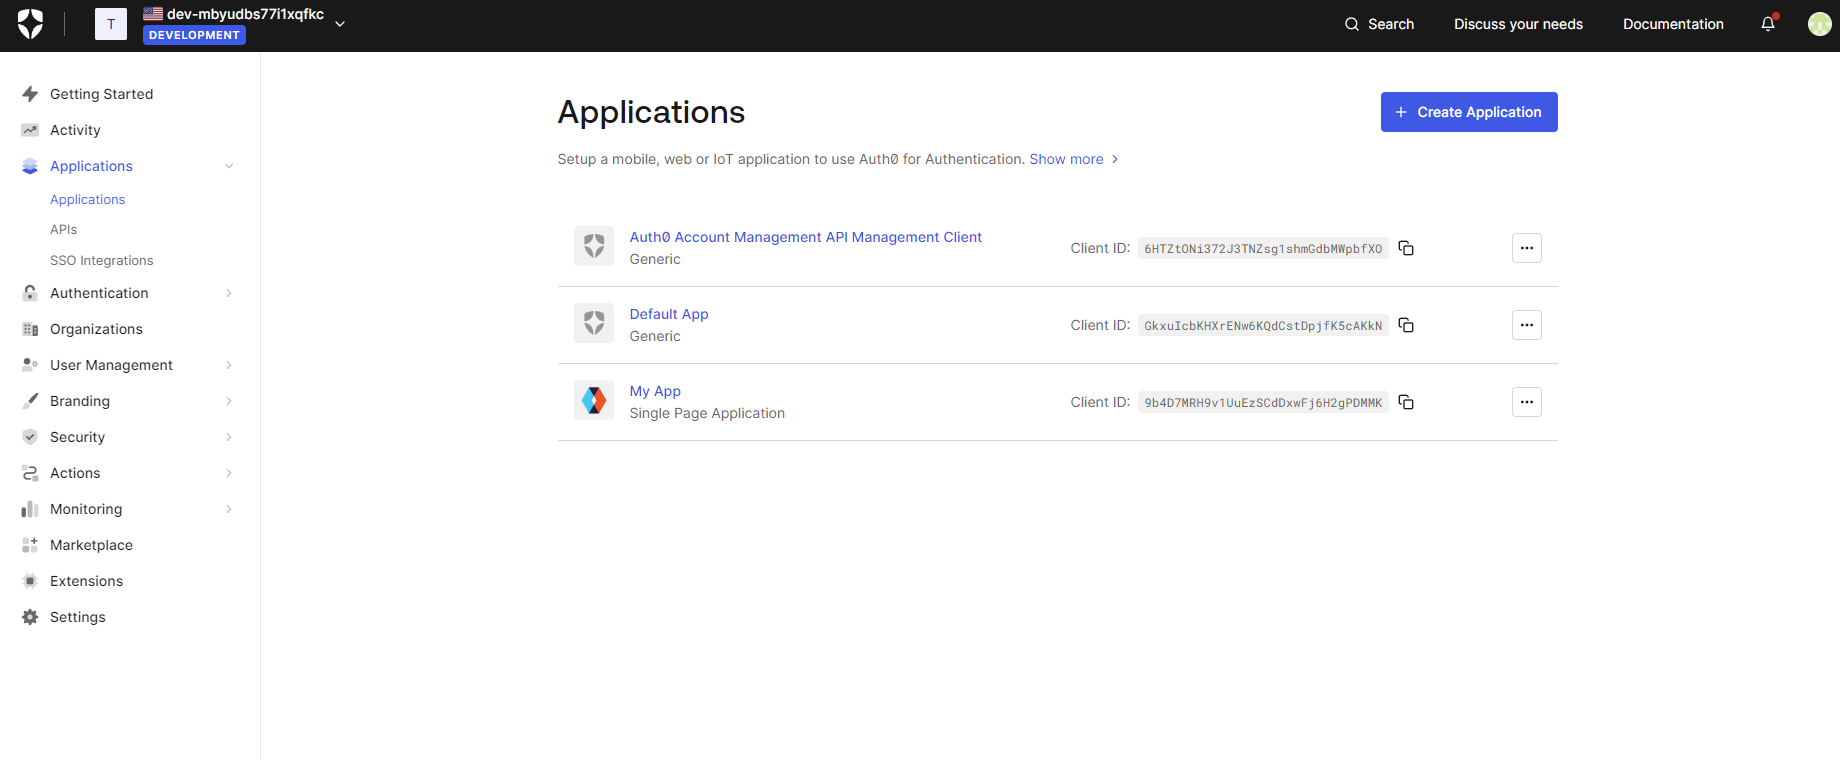 T
dev-mbyudbs77i1xqfkc
DEVELOPMENT
Search
Discuss your needs
Documentation
Getting Started
Activity
Applications
Applications
APIs
SSO Integrations
Authentication
Organizations
User Management
Branding
Security
Actions
Monitoring
Marketplace
Extensions
Settings
Applications
+ Create Application
Setup a mobile, web or IoT application to use Auth0 for Authentication. Show more
Auth0 Account Management API Management Client
Generic
Client ID: 6HTZtONi372J3TNZsg1shmGdbMWpbfXO
Default App
Generic
Client ID: GkxuIcbKHXrENw6KQdCstDpjfK5cAKkN
My App
Single Page Application
Client ID: 9b4D7MRH9v1UuEzSCdDxwFj6H2gPDMMK